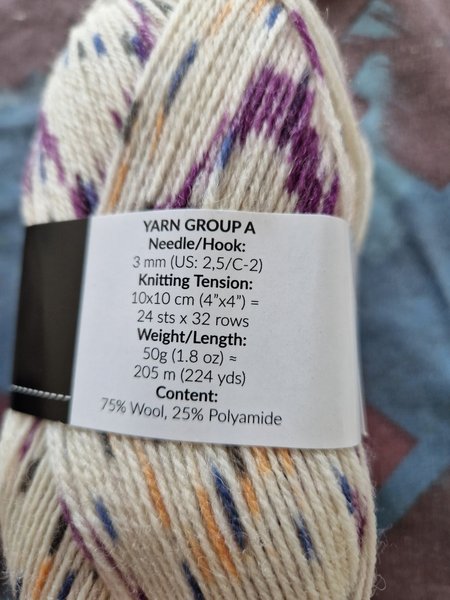 YARN GROUP A
Needle/Hook:
3 mm (US: 2,5/C-2)
Knitting Tension:
10x10 cm (4”x4”) =
24 sts x 32 rows
Weight/Length:
50g (1.8 oz) ≈
205 m (224 yds)
Content:
75% Wool, 25% Polyamide